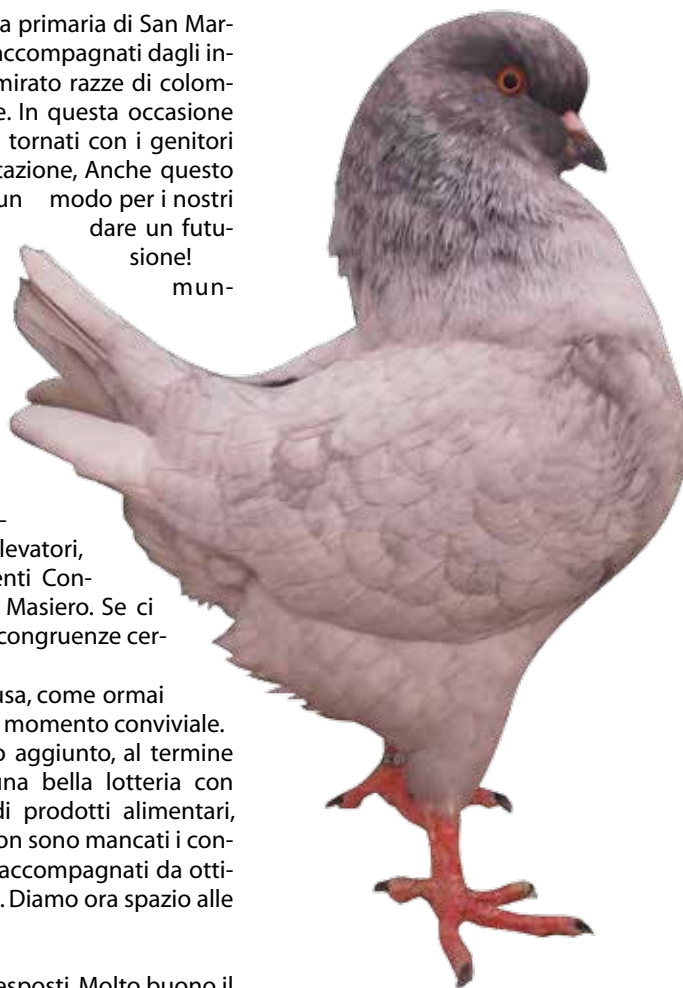 a primaria di San Mar-
accompagnati dagli in-
mirato razze di colom-
e. In questa occasione
tornati con i genitori
tazione, Anche questo
un modo per i nostri
dare un futu-
sione!
mun-
-
levatori,
enti Con-
Masiero. Se ci
congruenze cer-
usa, come ormai
momento conviviale.
o aggiunto, al termine
una bella lotteria con
di prodotti alimentari,
on sono mancati i con-
accompagnati da otti-
. Diamo ora spazio alle
esposti. Molto buono il